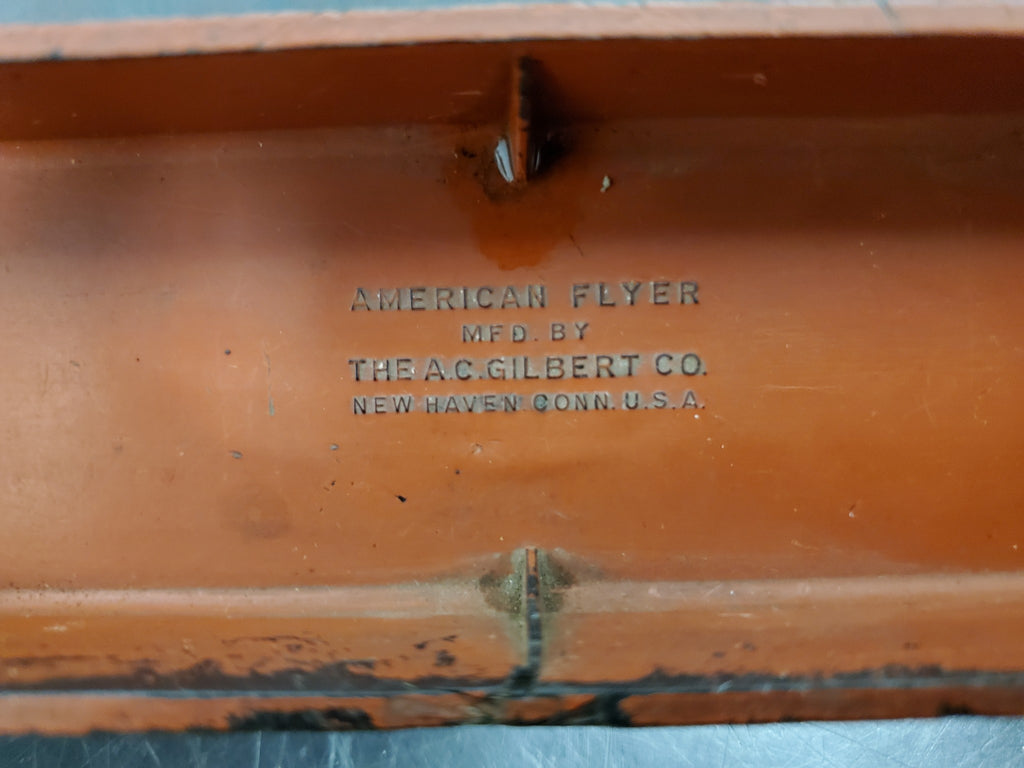 AMERICAN FLYER
MFD. BY
THE A.C. GILBERT CO.
NEW HAVEN. CONN. U.S.A.